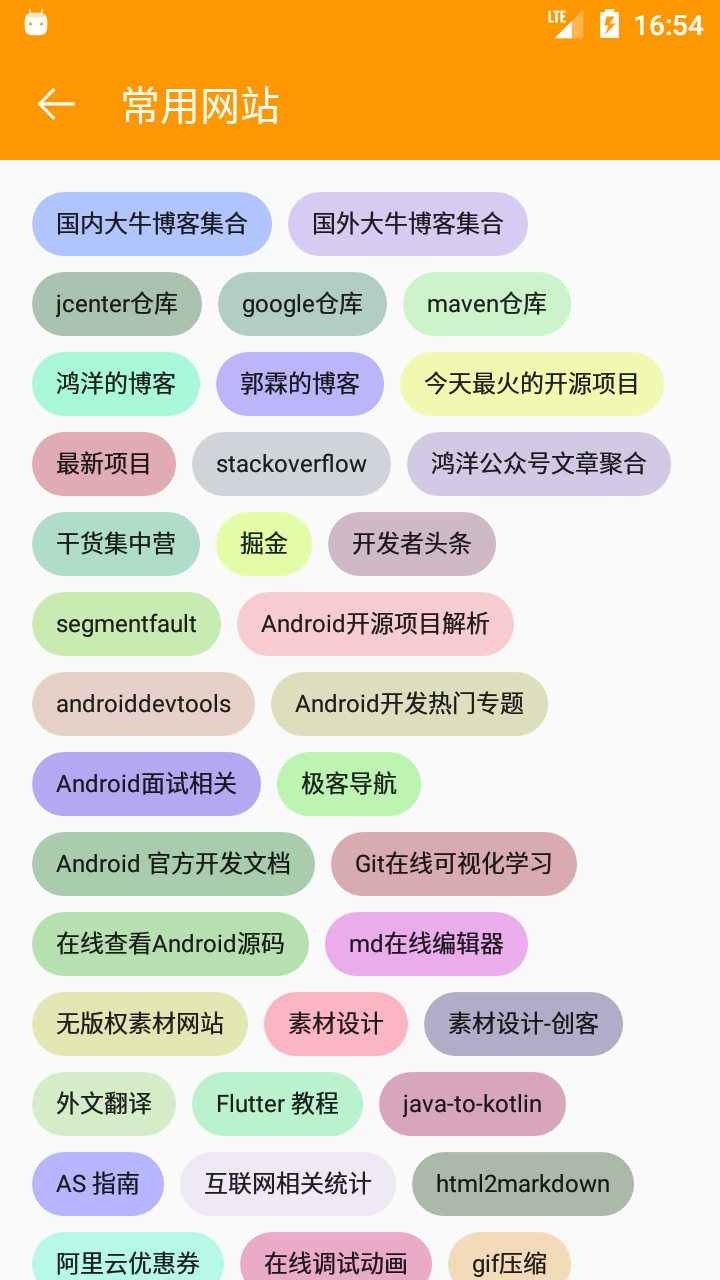 LTE 16:54
常用网站
国内大牛博客集合 国外大牛博客集合
jcenter仓库 google仓库 maven仓库
鸿洋的博客 郭霖的博客 今天最火的开源项目
最新项目 stackoverflow 鸿洋公众号文章聚合
干货集中营 掘金 开发者头条
segmentfault Android开源项目解析
androiddevtools Android开发热门专题
Android面试相关 极客导航
Android 官方开发文档 Git在线可视化学习
在线查看Android源码 md在线编辑器
无版权素材网站 素材设计 素材设计-创客
外文翻译 Flutter 教程 java-to-kotlin
AS 指南 互联网相关统计 html2markdown
阿里云优惠券 在线调试动画 gif压缩